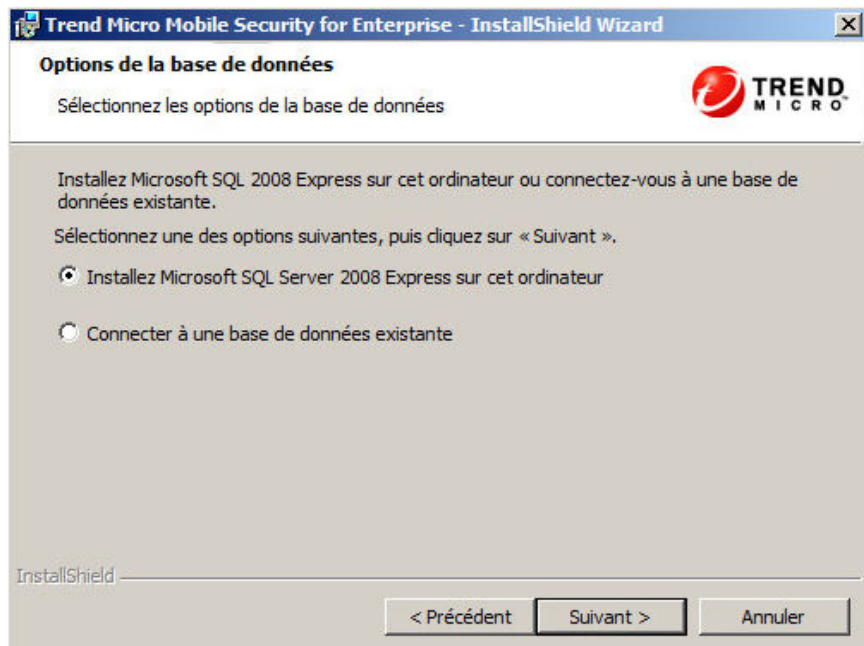 Trend Micro Mobile Security for Enterprise - InstallShield Wizard
Options de la base de données
Sélectionnez les options de la base de données
TREND
MICRO
Installez Microsoft SQL 2008 Express sur cet ordinateur ou connectez-vous à une base de
données existante.
Sélectionnez une des options suivantes, puis cliquez sur « Suivant ».
Installez Microsoft SQL Server 2008 Express sur cet ordinateur
Connecter à une base de données existante
InstallShield
< Précédent
Suivant >
Annuler